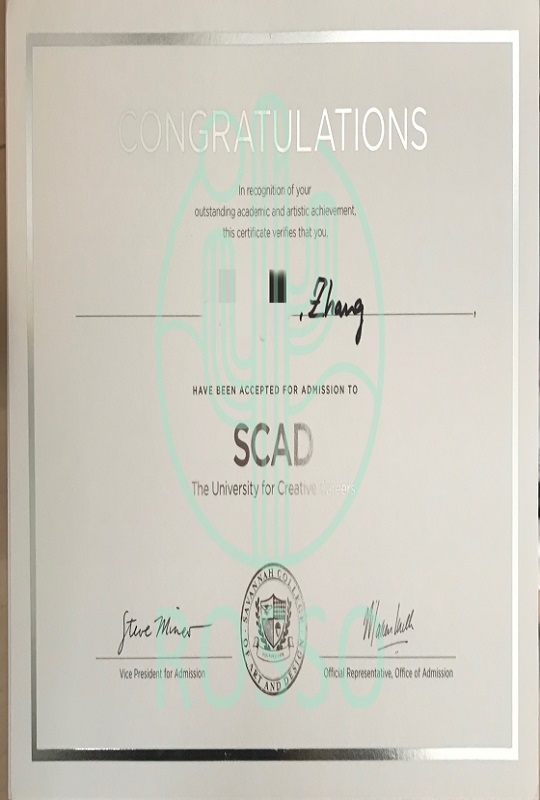 CONGRATULATIONS
In recognition of your
outstanding academic and artistic achievement,
this certificate verifies that you,
, Zhang
HAVE BEEN ACCEPTED FOR ADMISSION TO
SCAD
The University for Creative Careers
Steve Mineo
Vice President for Admission
SAVANNAH COLLEGE OF ART AND DESIGN
Official Representative, Office of Admission
ROSSO